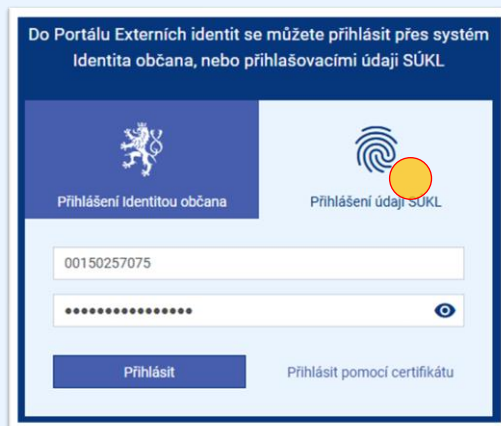 Do Portálu Externích identit se můžete přihlásit přes systém
Identita občana, nebo přihlašovacími údaji SÚKL
Přihlášení Identitou občana
Přihlášení údaji SÚKL
00150257075
••••••••••••••••
Přihlásit
Přihlásit pomocí certifikátu